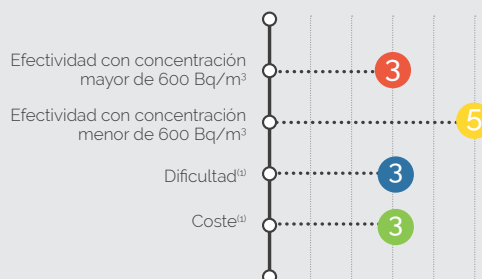 Efectividad con concentración
mayor de 600 Bq/m³
3
Efectividad con concentración
menor de 600 Bq/m³
5
Dificultad⁽¹⁾
3
Coste⁽¹⁾
3